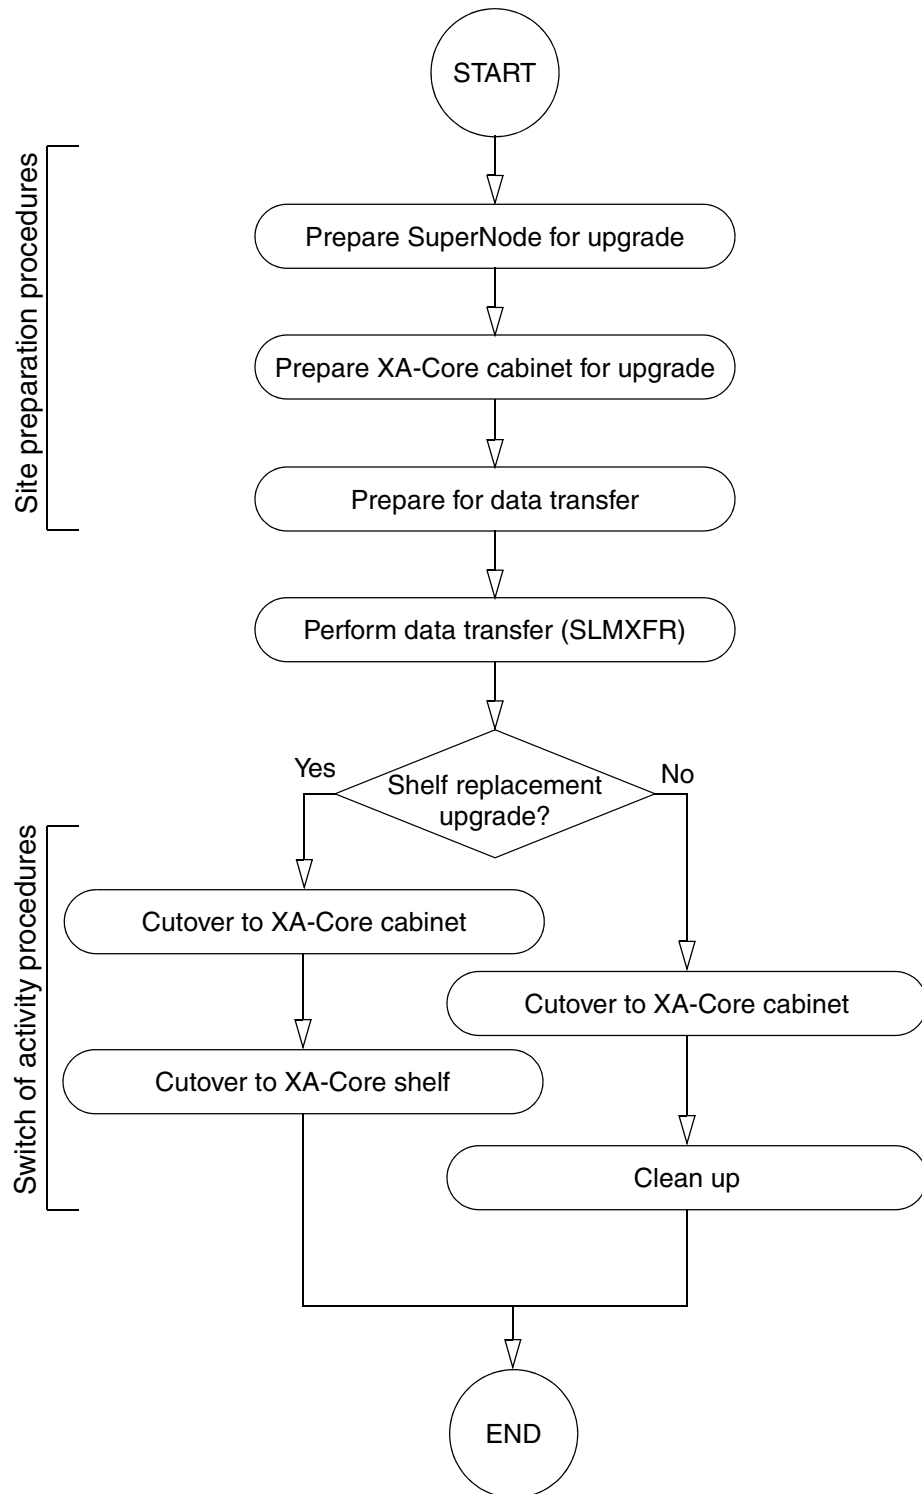 START
Site preparation procedures
Prepare SuperNode for upgrade
Prepare XA-Core cabinet for upgrade
Prepare for data transfer
Perform data transfer (SLMXFR)
Shelf replacement
upgrade?
Yes
No
Switch of activity procedures
Cutover to XA-Core cabinet
Cutover to XA-Core shelf
Cutover to XA-Core cabinet
Clean up
END